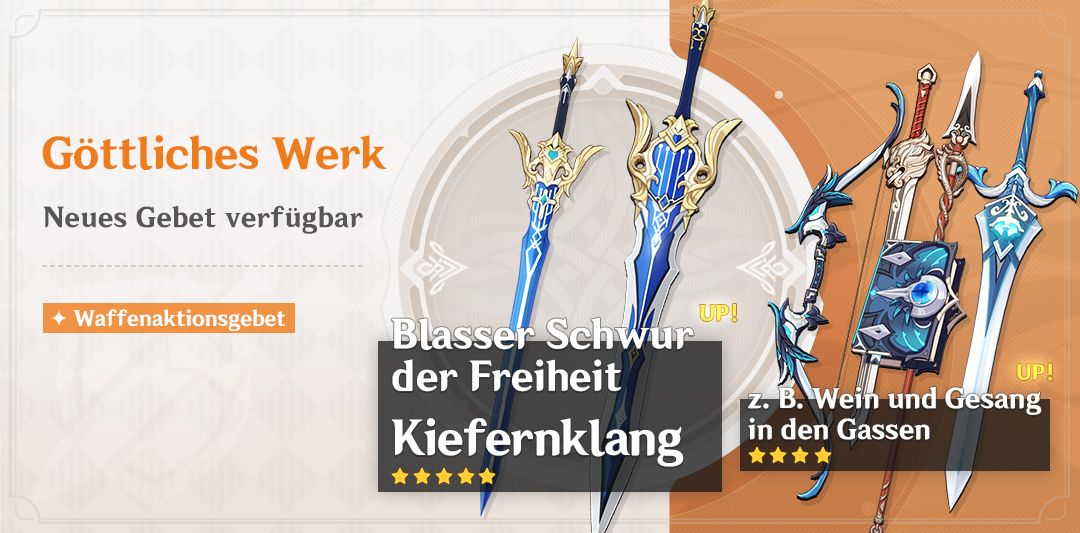 Göttliches Werk
Neues Gebet verfügbar
Waffenaktionsgebet
UP!
Blasser Schwur
der Freiheit
Kiefernklang
UP!
z. B. Wein und Gesang
in den Gassen